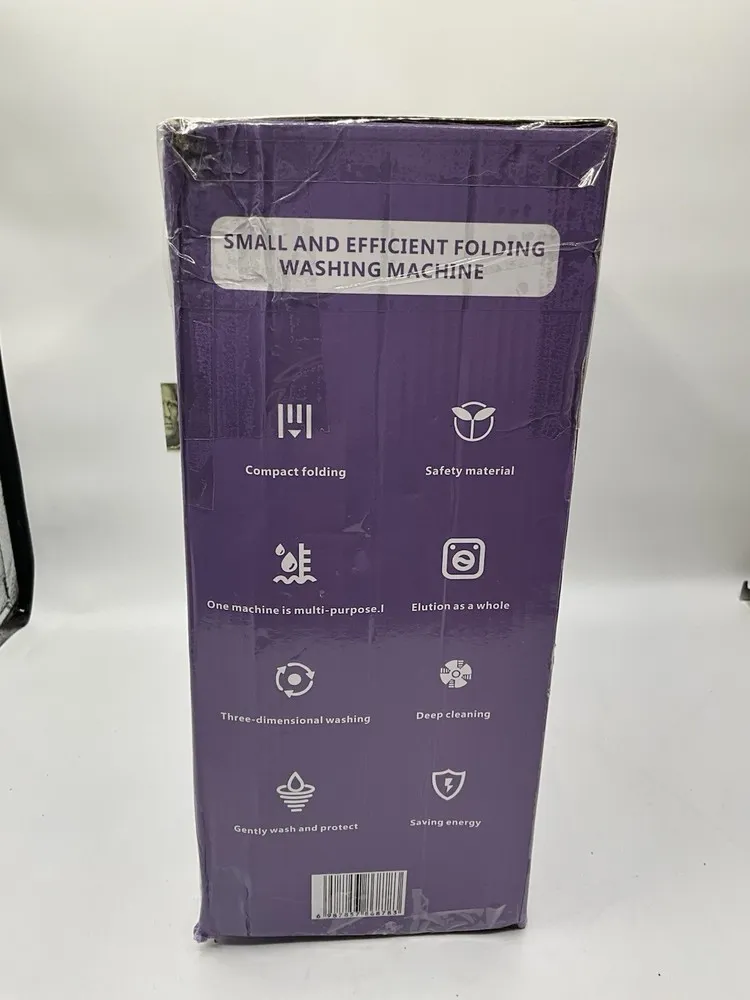 SMALL AND EFFICIENT FOLDING
WASHING MACHINE
Compact folding
Safety material
One machine is multi-purpose.l
Elution as a whole
Three-dimensional washing
Deep cleaning
Gently wash and protect
Saving energy